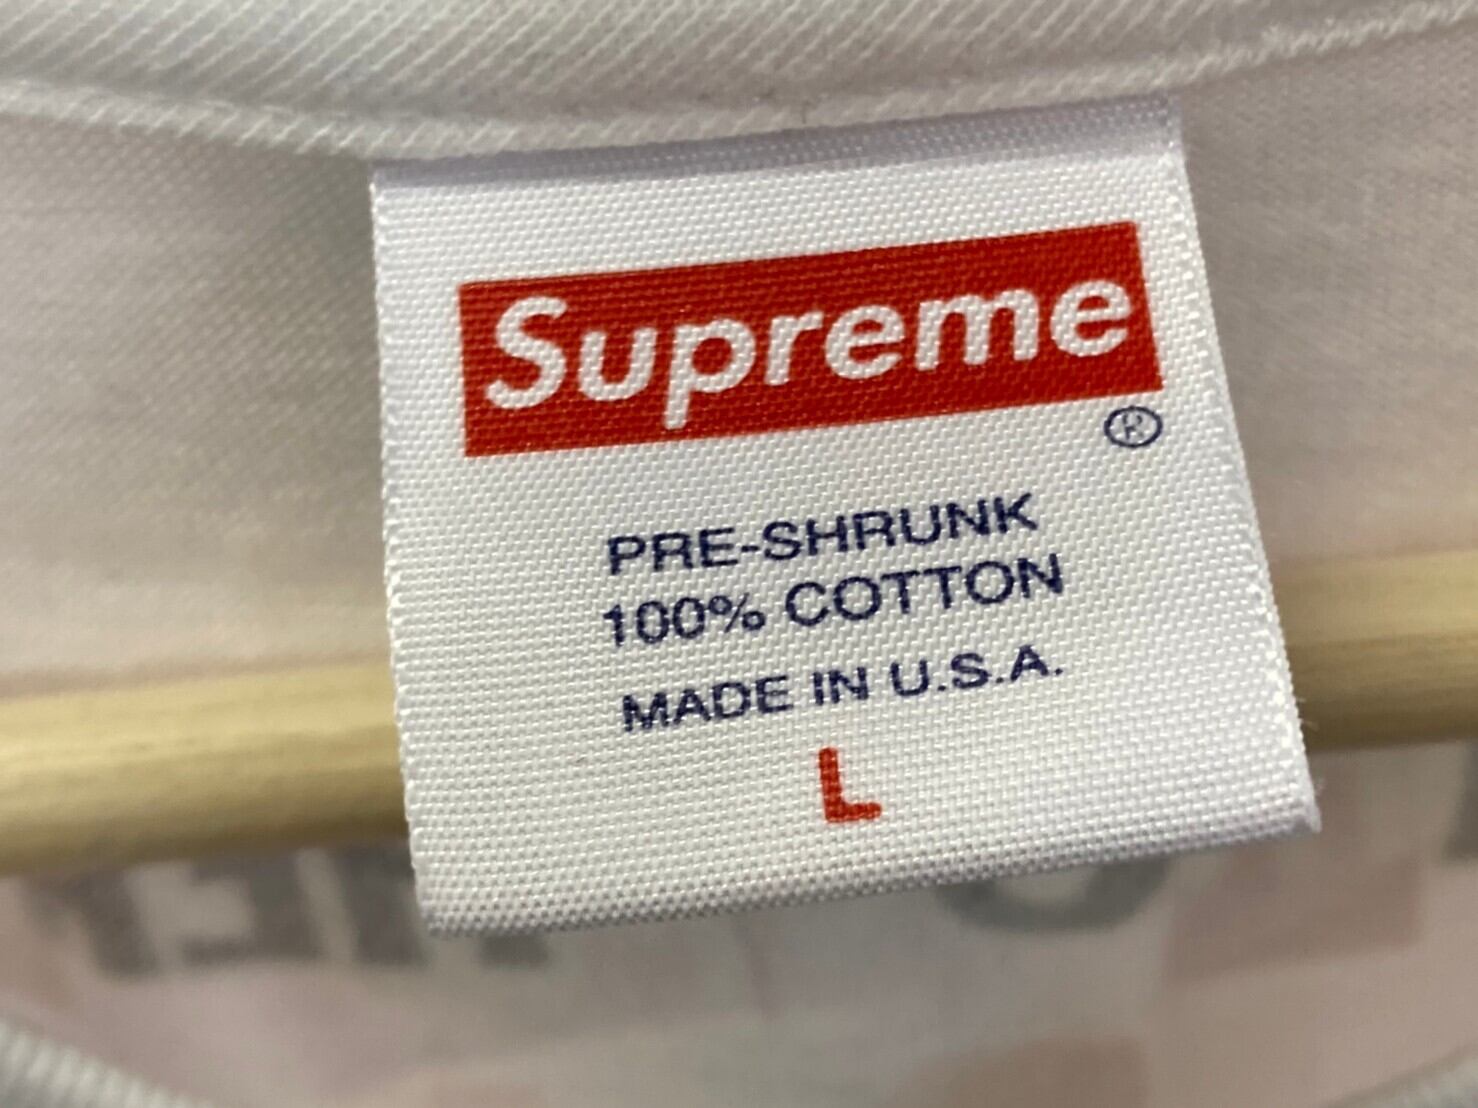 Supreme
®
PRE-SHRUNK
100% COTTON
MADE IN U.S.A.
L